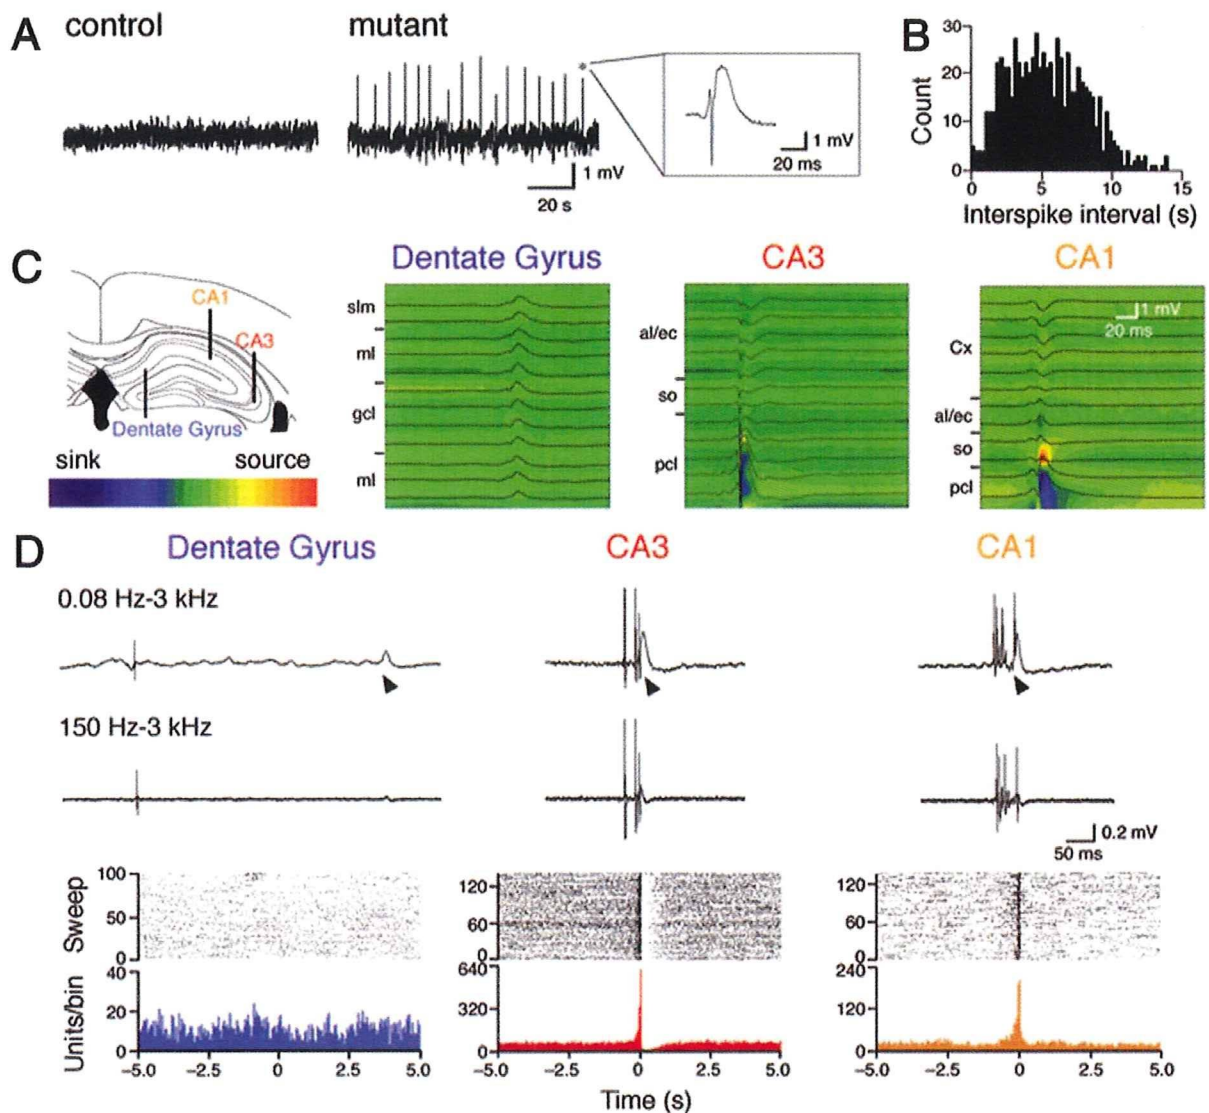 A
control
mutant
*
1 mV
20 ms
1 mV
20 s
B
Count
30
20
10
0
0 5 10 15
Interspike interval (s)
C
CA1
CA3
Dentate Gyrus
sink source
Dentate Gyrus
slm
ml
gcl
ml
CA3
al/ec
so
pcl
CA1
1 mV
20 ms
Cx
al/ec
so
pcl
D
Dentate Gyrus CA3 CA1
0.08 Hz-3 kHz
150 Hz-3 kHz
0.2 mV
50 ms
Sweep
100
50
0
120
60
0
120
60
0
Units/bin
40
20
0
640
320
0
240
120
0
-5.0 -2.5 0 2.5 5.0
-5.0 -2.5 0 2.5 5.0
-5.0 -2.5 0 2.5 5.0
Time (s)